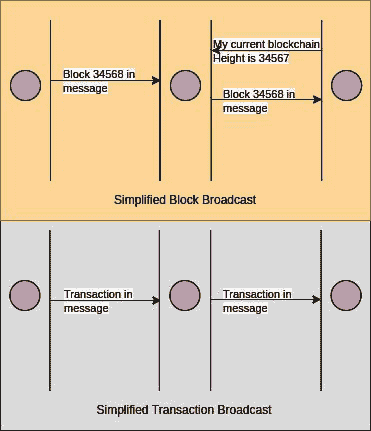 My current blockchain
Height is 34567
Block 34568 in
message
Block 34568 in
message
Simplified Block Broadcast
Transaction in
message
Transaction in
message
Simplified Transaction Broadcast